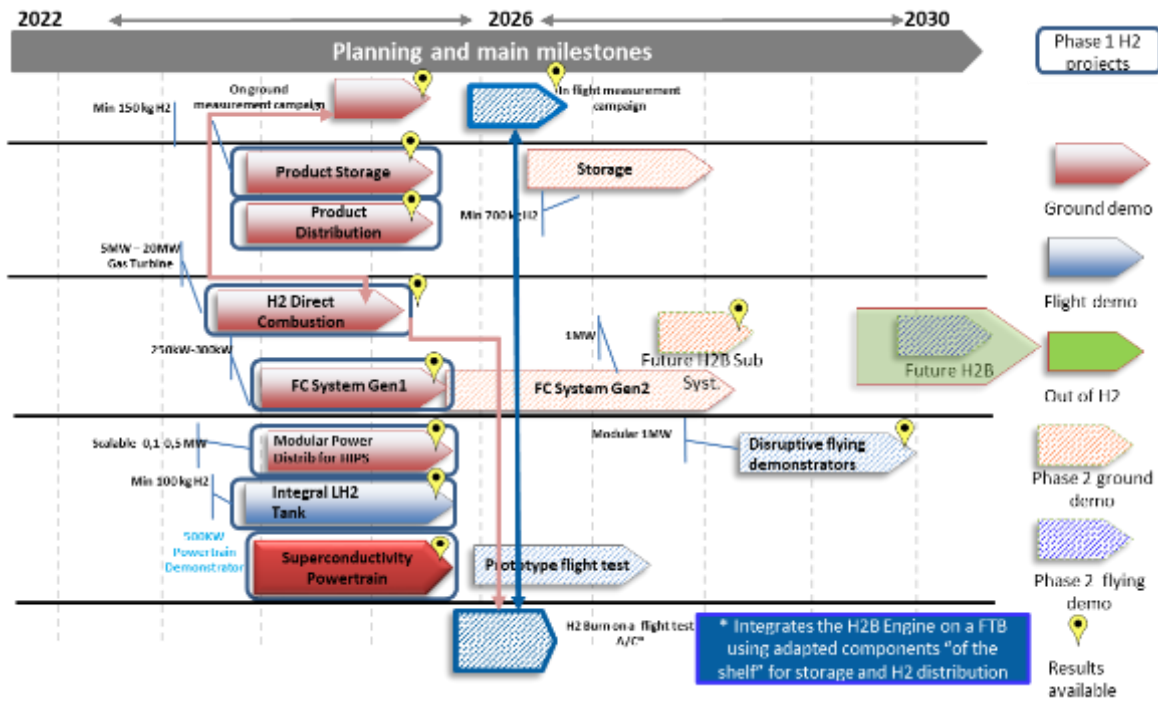 2022
2026
2030
Planning and main milestones
Phase 1 H2
projects
On ground
measurement campaign
In flight measurement
campaign
Min 150 kg H2
Product Storage
Storage
Ground demo
Product
Distribution
Min 700 kg H2
5MW – 20MW
Gas Turbine
H2 Direct
Combustion
Flight demo
250kW-300kW
1MW
Future H2B Sub
Syst.
Future H2B
FC System Gen1
FC System Gen2
Out of H2
Scalable 0,1 0,5 MW
Modular Power
Distrib for HIPS
Modular 1MW
Disruptive flying
demonstrators
Phase 2 ground
demo
Min 100 kg H2
Integral LH2
Tank
500KW
Powertrain
Demonstrator
Superconductivity
Powertrain
Prototype flight test
Phase 2 flying
demo
H2 Burn on a flight test
A/C*
* Integrates the H2B Engine on a FTB
using adapted components "of the
shelf" for storage and H2 distribution
Results
available